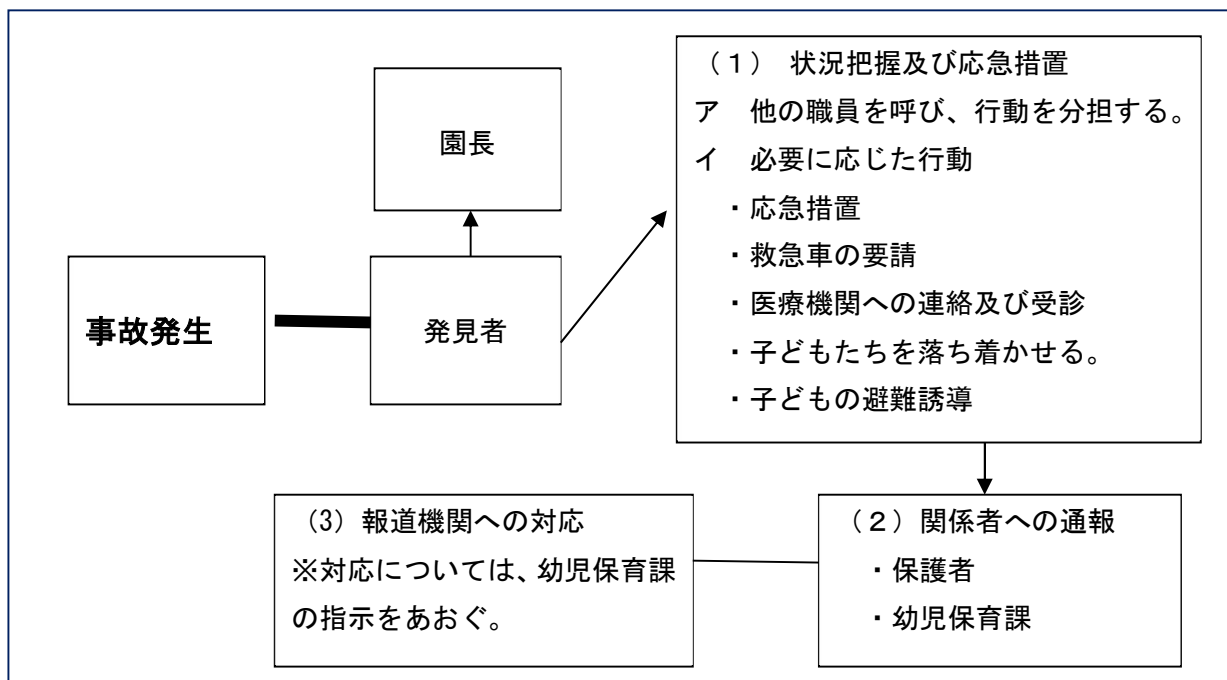 園長
事故発生
発見者
（１） 状況把握及び応急措置
ア　他の職員を呼び、行動を分担する。
イ　必要に応じた行動
・応急措置
・救急車の要請
・医療機関への連絡及び受診
・子どもたちを落ち着かせる。
・子どもの避難誘導
（２）関係者への通報
・保護者
・幼児保育課
(3) 報道機関への対応
※対応については、幼児保育課
の指示をあおぐ。